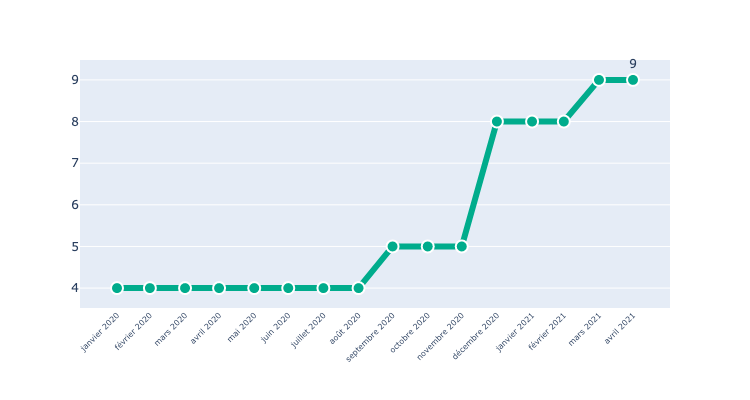 9
9
8
7
6
5
4
janvier 2020
février 2020
mars 2020
avril 2020
mai 2020
juin 2020
juillet 2020
août 2020
septembre 2020
octobre 2020
novembre 2020
décembre 2020
janvier 2021
février 2021
mars 2021
avril 2021